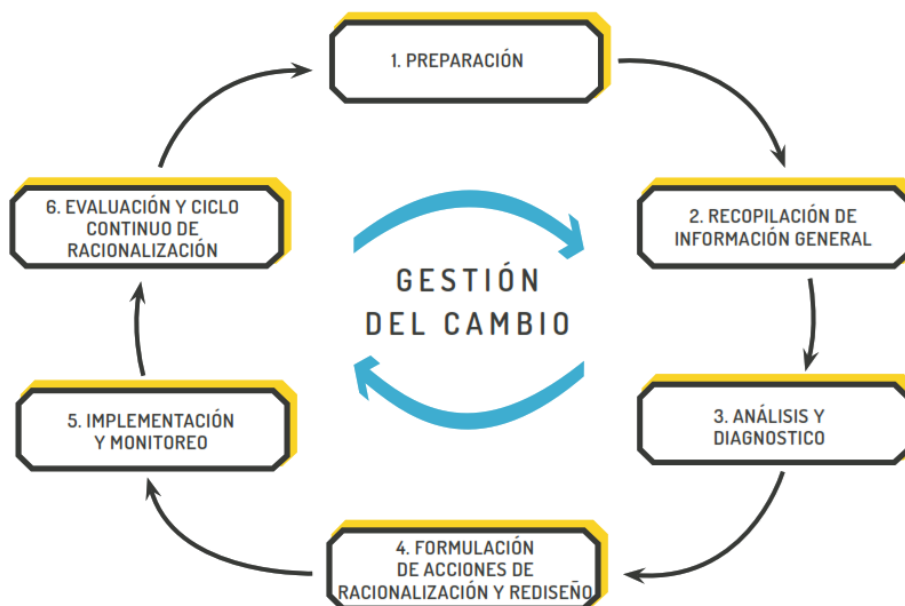 1. PREPARACIÓN
2. RECOPILACIÓN DE
INFORMACIÓN GENERAL
3. ANÁLISIS Y
DIAGNOSTICO
4. FORMULACIÓN
DE ACCIONES DE
RACIONALIZACIÓN Y REDISEÑO
5. IMPLEMENTACIÓN
Y MONITOREO
6. EVALUACIÓN Y CICLO
CONTINUO DE
RACIONALIZACIÓN
GESTIÓN
DEL CAMBIO